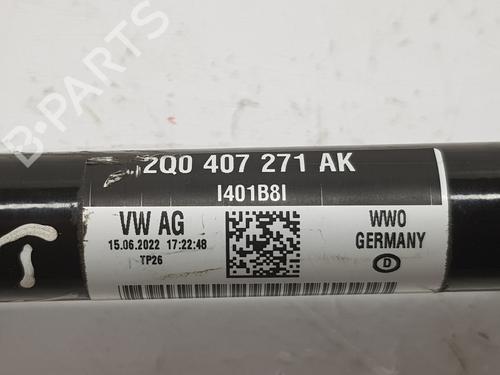 B-PARTS
2Q0 407 271 AK
I401B8I
VW AG
15.06.2022 17:22:48
TP26
WWO
GERMANY
D